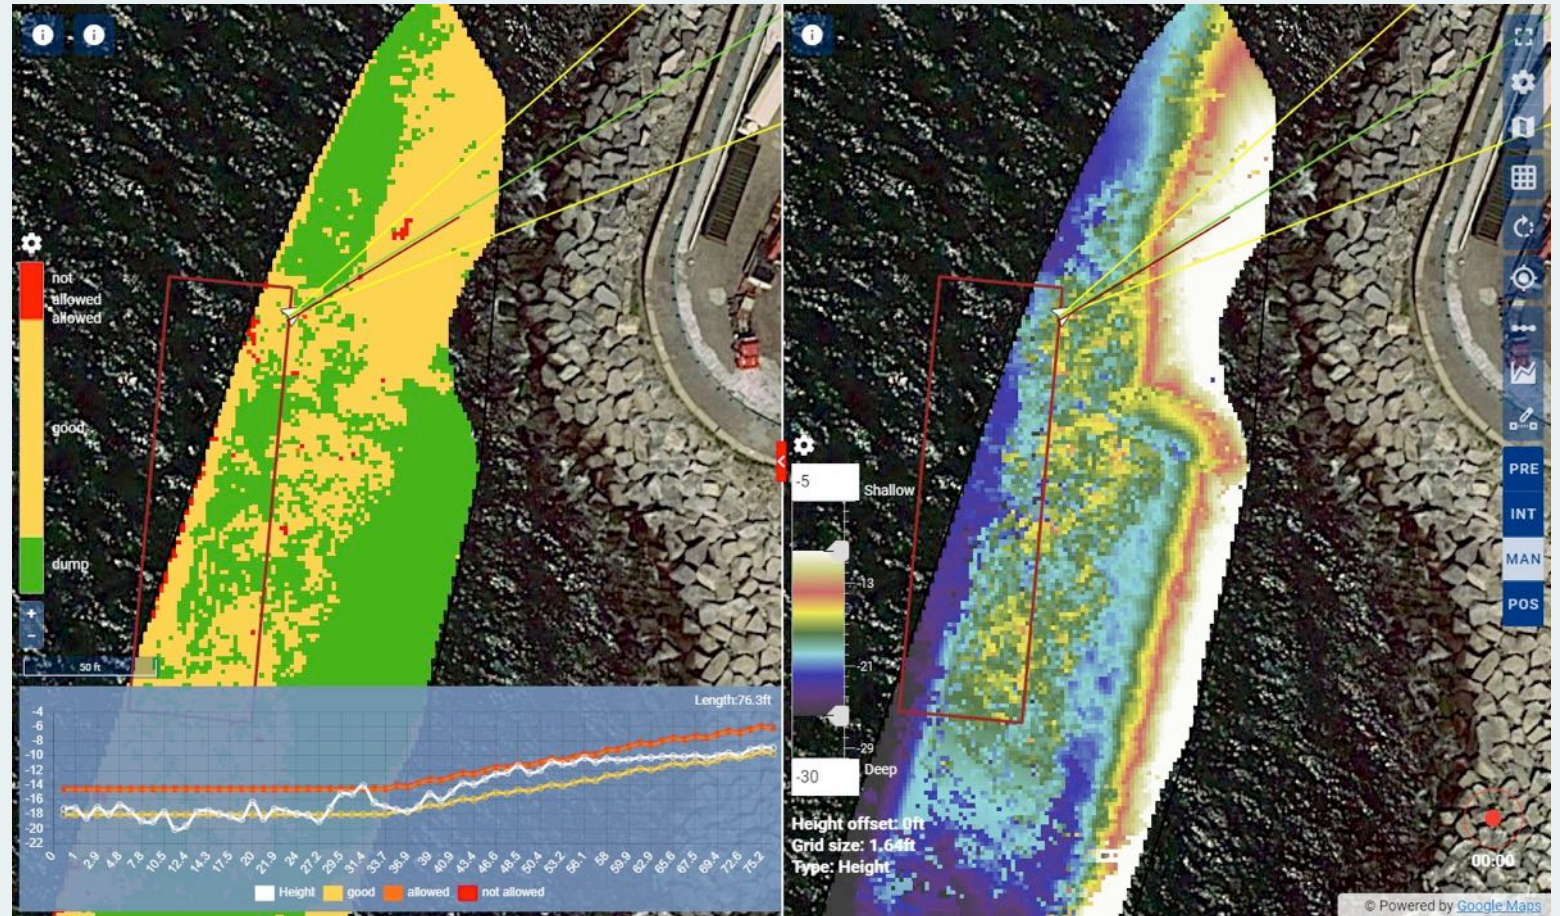 not
allowed
allowed
good
dump
+
−
50 ft
Length:76.3ft
-4
-6
-8
-10
-12
-14
-16
-18
-20
-22
0 1 2.9 4.8 7.8 10.5 12.4 14.3 17.5 20 21.9 24 27.2 29.5 31.4 33.7 36.9 39 40.9 43.4 46.6 48.5 50.4 53.2 56.1 58 59.9 62.9 65.6 67.5 69.4 72.6 75.2
Height good allowed not allowed
-5
Shallow
-13
-21
-29
-30
Deep
Height offset: 0ft
Grid size: 1.64ft
Type: Height
PRE
INT
MAN
POS
00:00
© Powered by Google Maps